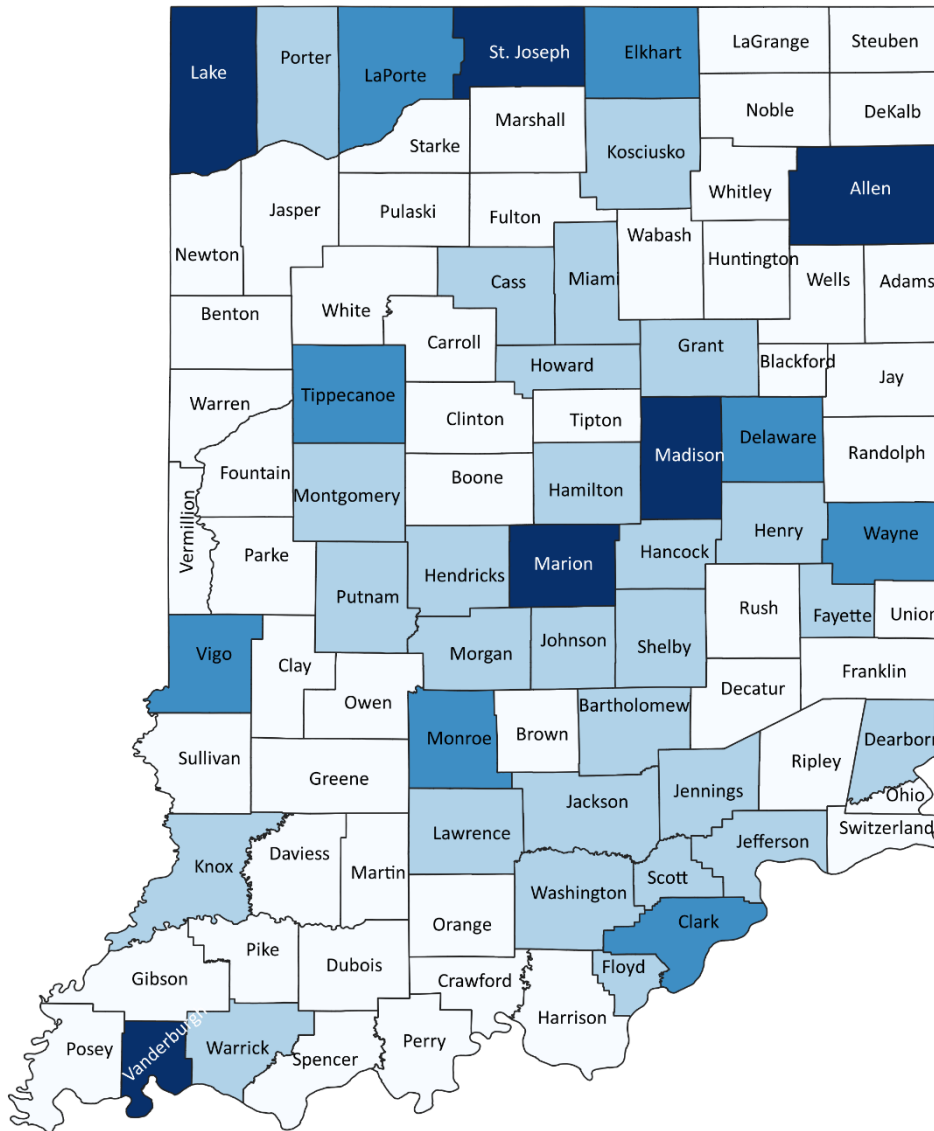 LaGrange
Steuben
St. Joseph
Elkhart
Porter
Lake
LaPorte
Noble
DeKalb
Marshall
Starke
Kosciusko
Allen
Whitley
Jasper
Pulaski
Fulton
Wabash
Newton
Huntington
Cass
Miami
Wells
Adams
Benton
White
Carroll
Grant
Howard
Blackford
Jay
Tippecanoe
Warren
Clinton
Tipton
Delaware
Madison
Randolph
Fountain
Boone
Hamilton
Montgomery
Vermillion
Henry
Wayne
Parke
Hancock
Marion
Hendricks
Putnam
Rush
Fayette
Union
Johnson
Shelby
Vigo
Morgan
Clay
Franklin
Decatur
Owen
Bartholomew
Monroe
Brown
Dearborn
Sullivan
Ripley
Greene
Jennings
Ohio
Jackson
Switzerland
Lawrence
Jefferson
Daviess
Knox
Martin
Scott
Washington
Orange
Clark
Pike
Dubois
Floyd
Gibson
Crawford
Harrison
Vanderburgh
Perry
Posey
Warrick
Spencer